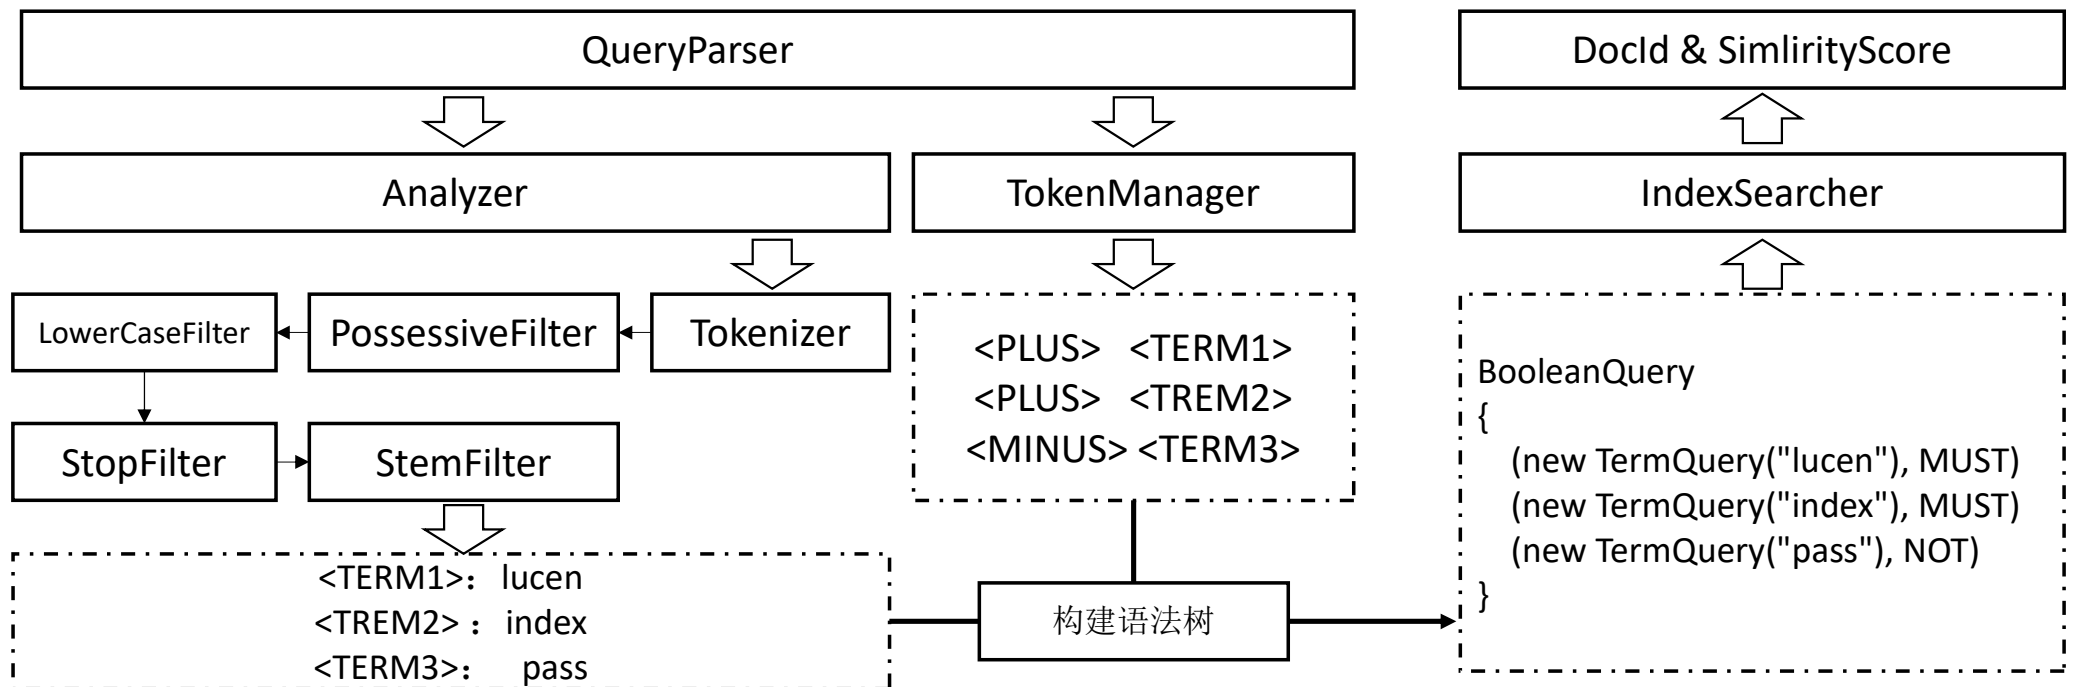 QueryParser
DocId & SimlirityScore
Analyzer
TokenManager
IndexSearcher
LowerCaseFilter
PossessiveFilter
Tokenizer
StopFilter
StemFilter
<PLUS> <TERM1>
<PLUS> <TREM2>
<MINUS> <TERM3>
<TERM1>：lucen
<TREM2>：index
<TERM3>： pass
构建语法树
BooleanQuery
{
(new TermQuery("lucen"), MUST)
(new TermQuery("index"), MUST)
(new TermQuery("pass"), NOT)
}